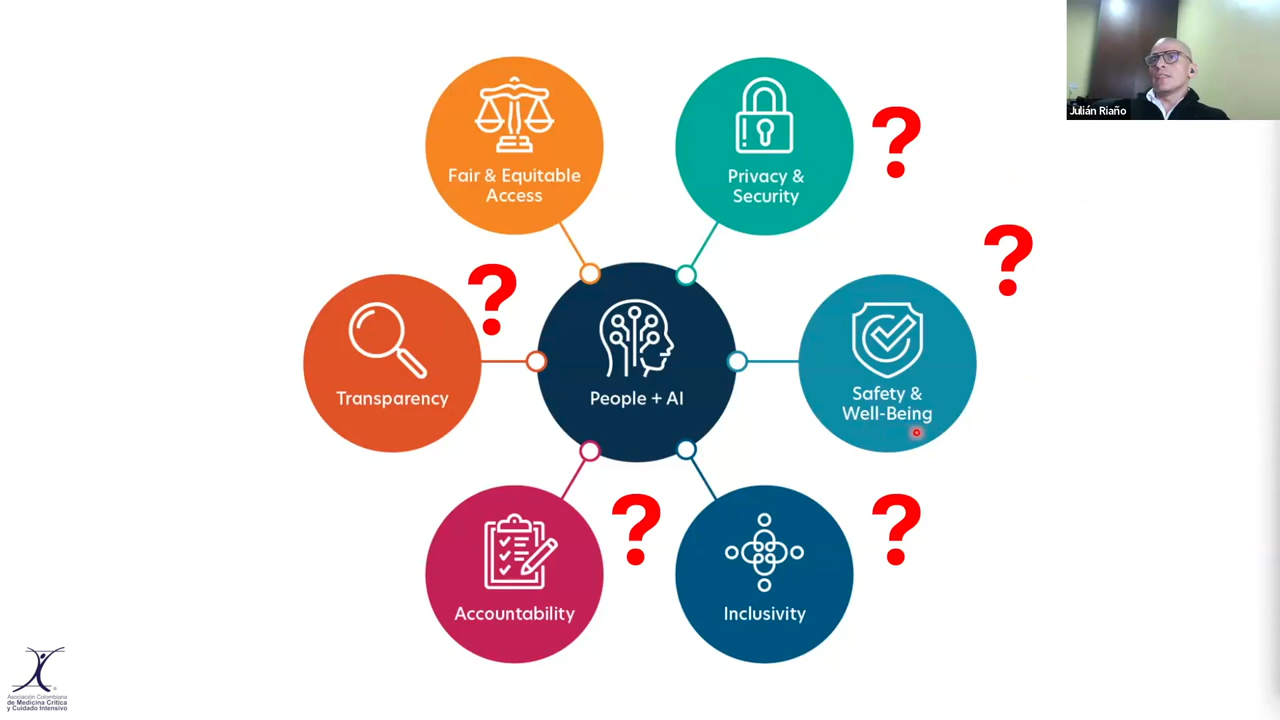 Julián Riaño
Fair & Equitable
Access
Privacy &
Security
?
?
?
Transparency
People + AI
Safety &
Well-Being
?
?
Accountability
Inclusivity
Asociación Colombiana
de Medicina Crítica
y Cuidado Intensivo